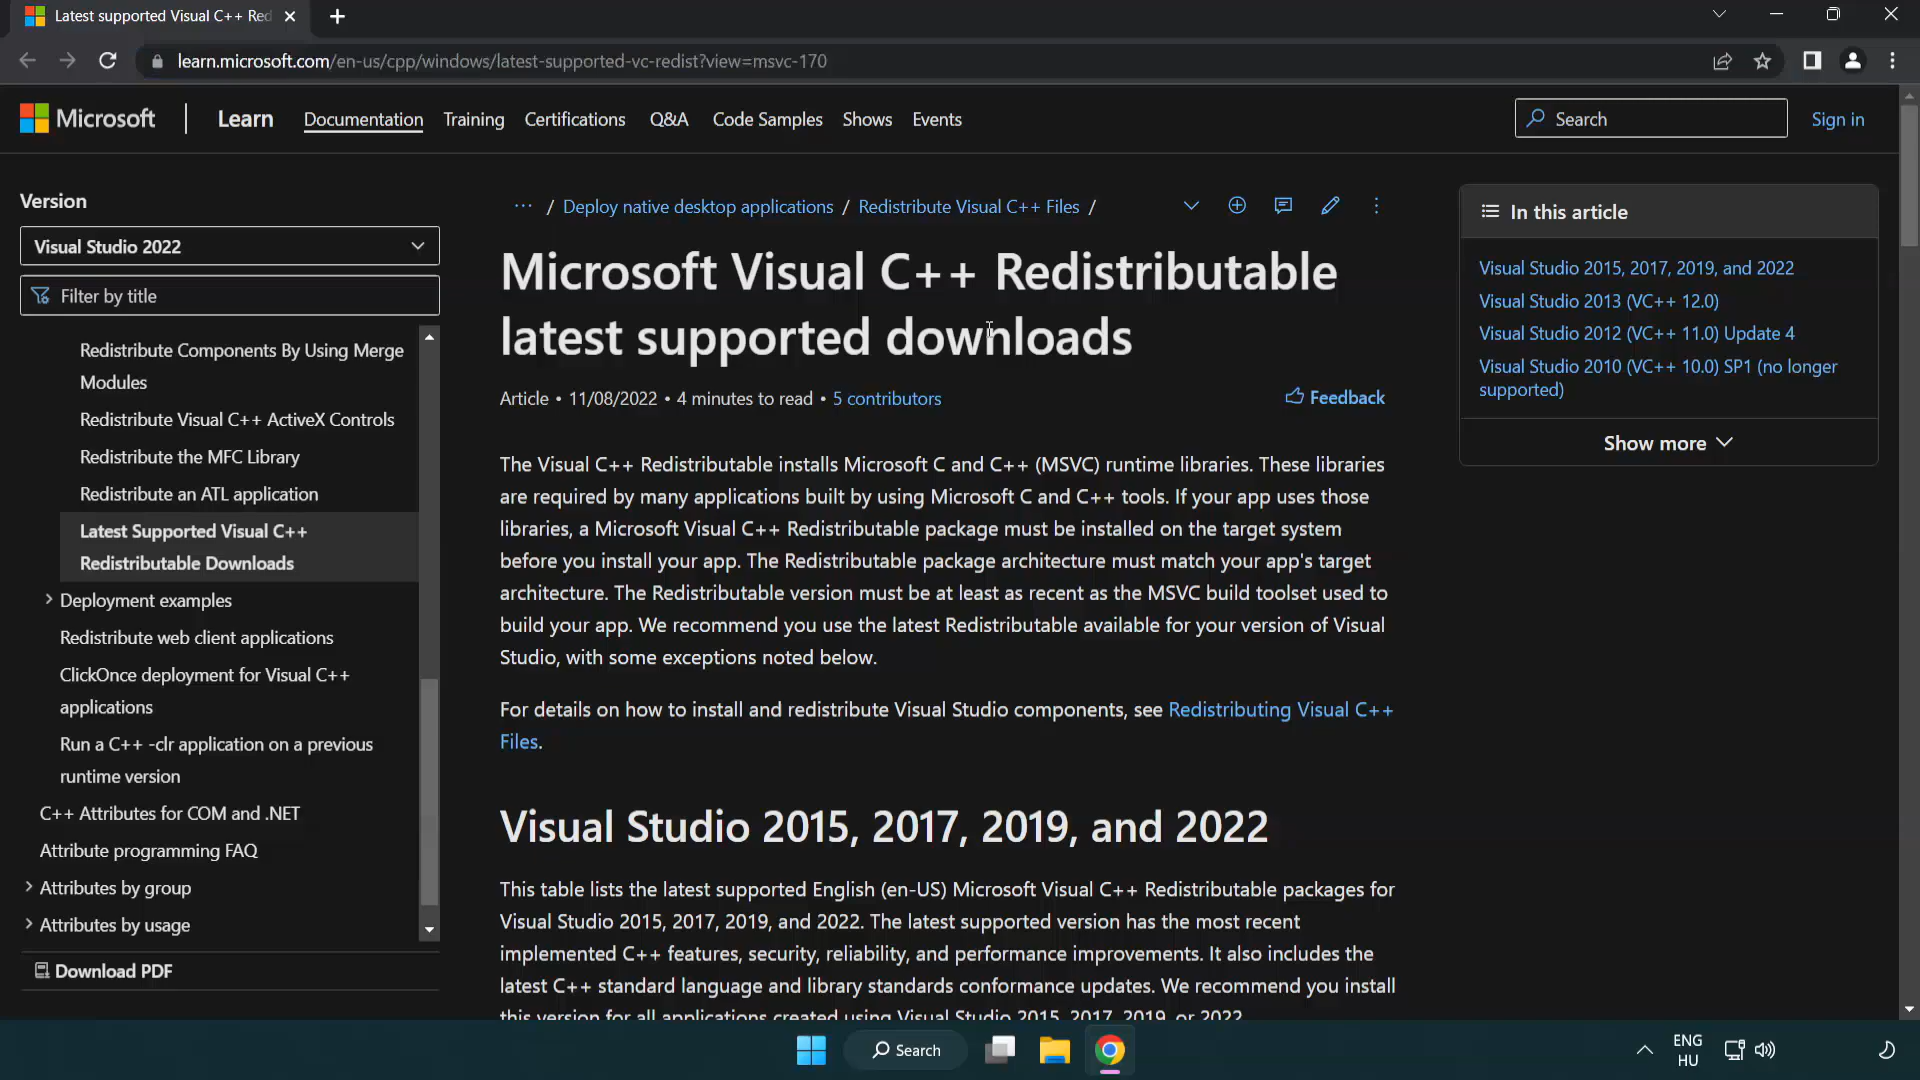 Latest supported Visual C++ Red
learn.microsoft.com/en-us/cpp/windows/latest-supported-vc-redist?view=msvc-170
Microsoft
Learn
Documentation
Training
Certifications
Q&A
Code Samples
Shows
Events
Search
Sign in
Version
Visual Studio 2022
Filter by title
Redistribute Components By Using Merge
Modules
Redistribute Visual C++ ActiveX Controls
Redistribute the MFC Library
Redistribute an ATL application
Latest Supported Visual C++
Redistributable Downloads
Deployment examples
Redistribute web client applications
ClickOnce deployment for Visual C++
applications
Run a C++ -clr application on a previous
runtime version
C++ Attributes for COM and .NET
Attribute programming FAQ
Attributes by group
Attributes by usage
Download PDF
··· / Deploy native desktop applications / Redistribute Visual C++ Files /
Microsoft Visual C++ Redistributable
latest supported downloads
Article • 11/08/2022 • 4 minutes to read • 5 contributors
Feedback
The Visual C++ Redistributable installs Microsoft C and C++ (MSVC) runtime libraries. These libraries
are required by many applications built by using Microsoft C and C++ tools. If your app uses those
libraries, a Microsoft Visual C++ Redistributable package must be installed on the target system
before you install your app. The Redistributable package architecture must match your app's target
architecture. The Redistributable version must be at least as recent as the MSVC build toolset used to
build your app. We recommend you use the latest Redistributable available for your version of Visual
Studio, with some exceptions noted below.
For details on how to install and redistribute Visual Studio components, see Redistributing Visual C++
Files.
Visual Studio 2015, 2017, 2019, and 2022
This table lists the latest supported English (en-US) Microsoft Visual C++ Redistributable packages for
Visual Studio 2015, 2017, 2019, and 2022. The latest supported version has the most recent
implemented C++ features, security, reliability, and performance improvements. It also includes the
latest C++ standard language and library standards conformance updates. We recommend you install
this version for all applications created using Visual Studio 2015, 2017, 2019, or 2022.
In this article
Visual Studio 2015, 2017, 2019, and 2022
Visual Studio 2013 (VC++ 12.0)
Visual Studio 2012 (VC++ 11.0) Update 4
Visual Studio 2010 (VC++ 10.0) SP1 (no longer
supported)
Show more
Search
ENG
HU